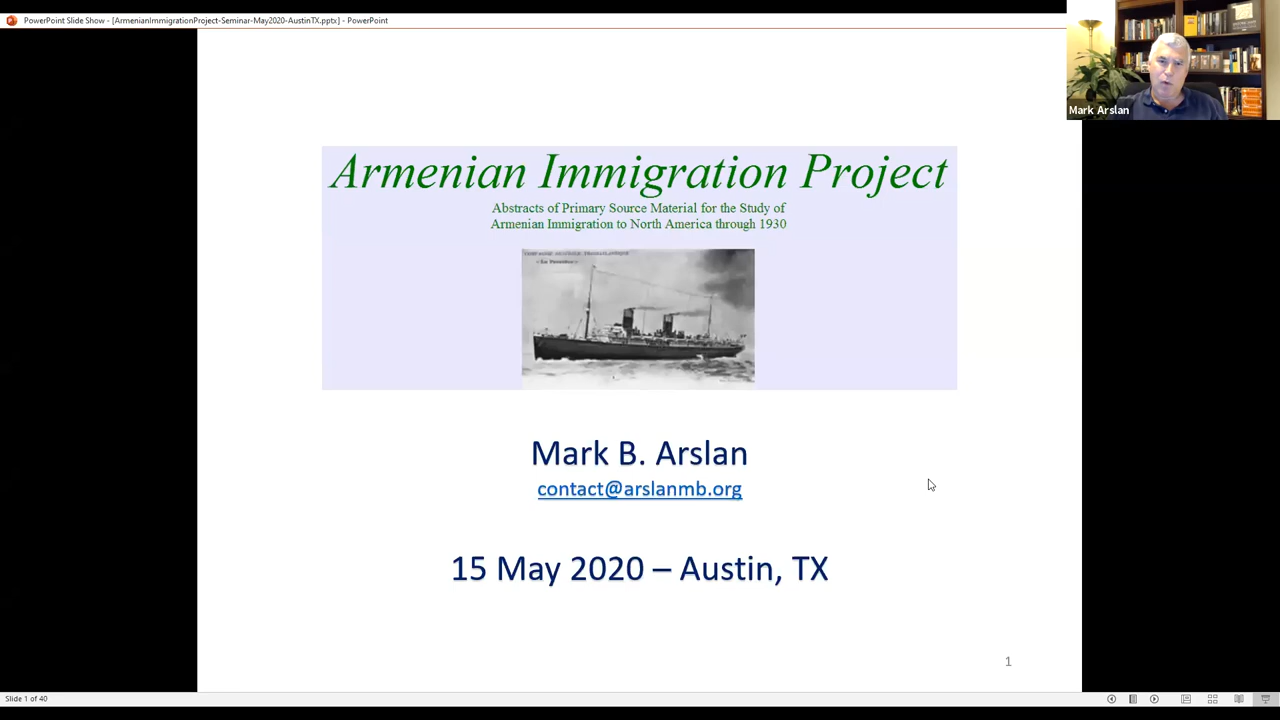 PowerPoint Slide Show - [ArmenianImmigrationProject-Seminar-May2020-AustinTX.pptx] - PowerPoint
Mark Arslan
Armenian Immigration Project
Abstracts of Primary Source Material for the Study of
Armenian Immigration to North America through 1930
Mark B. Arslan
contact@arslanmb.org
15 May 2020 – Austin, TX
1
Slide 1 of 40